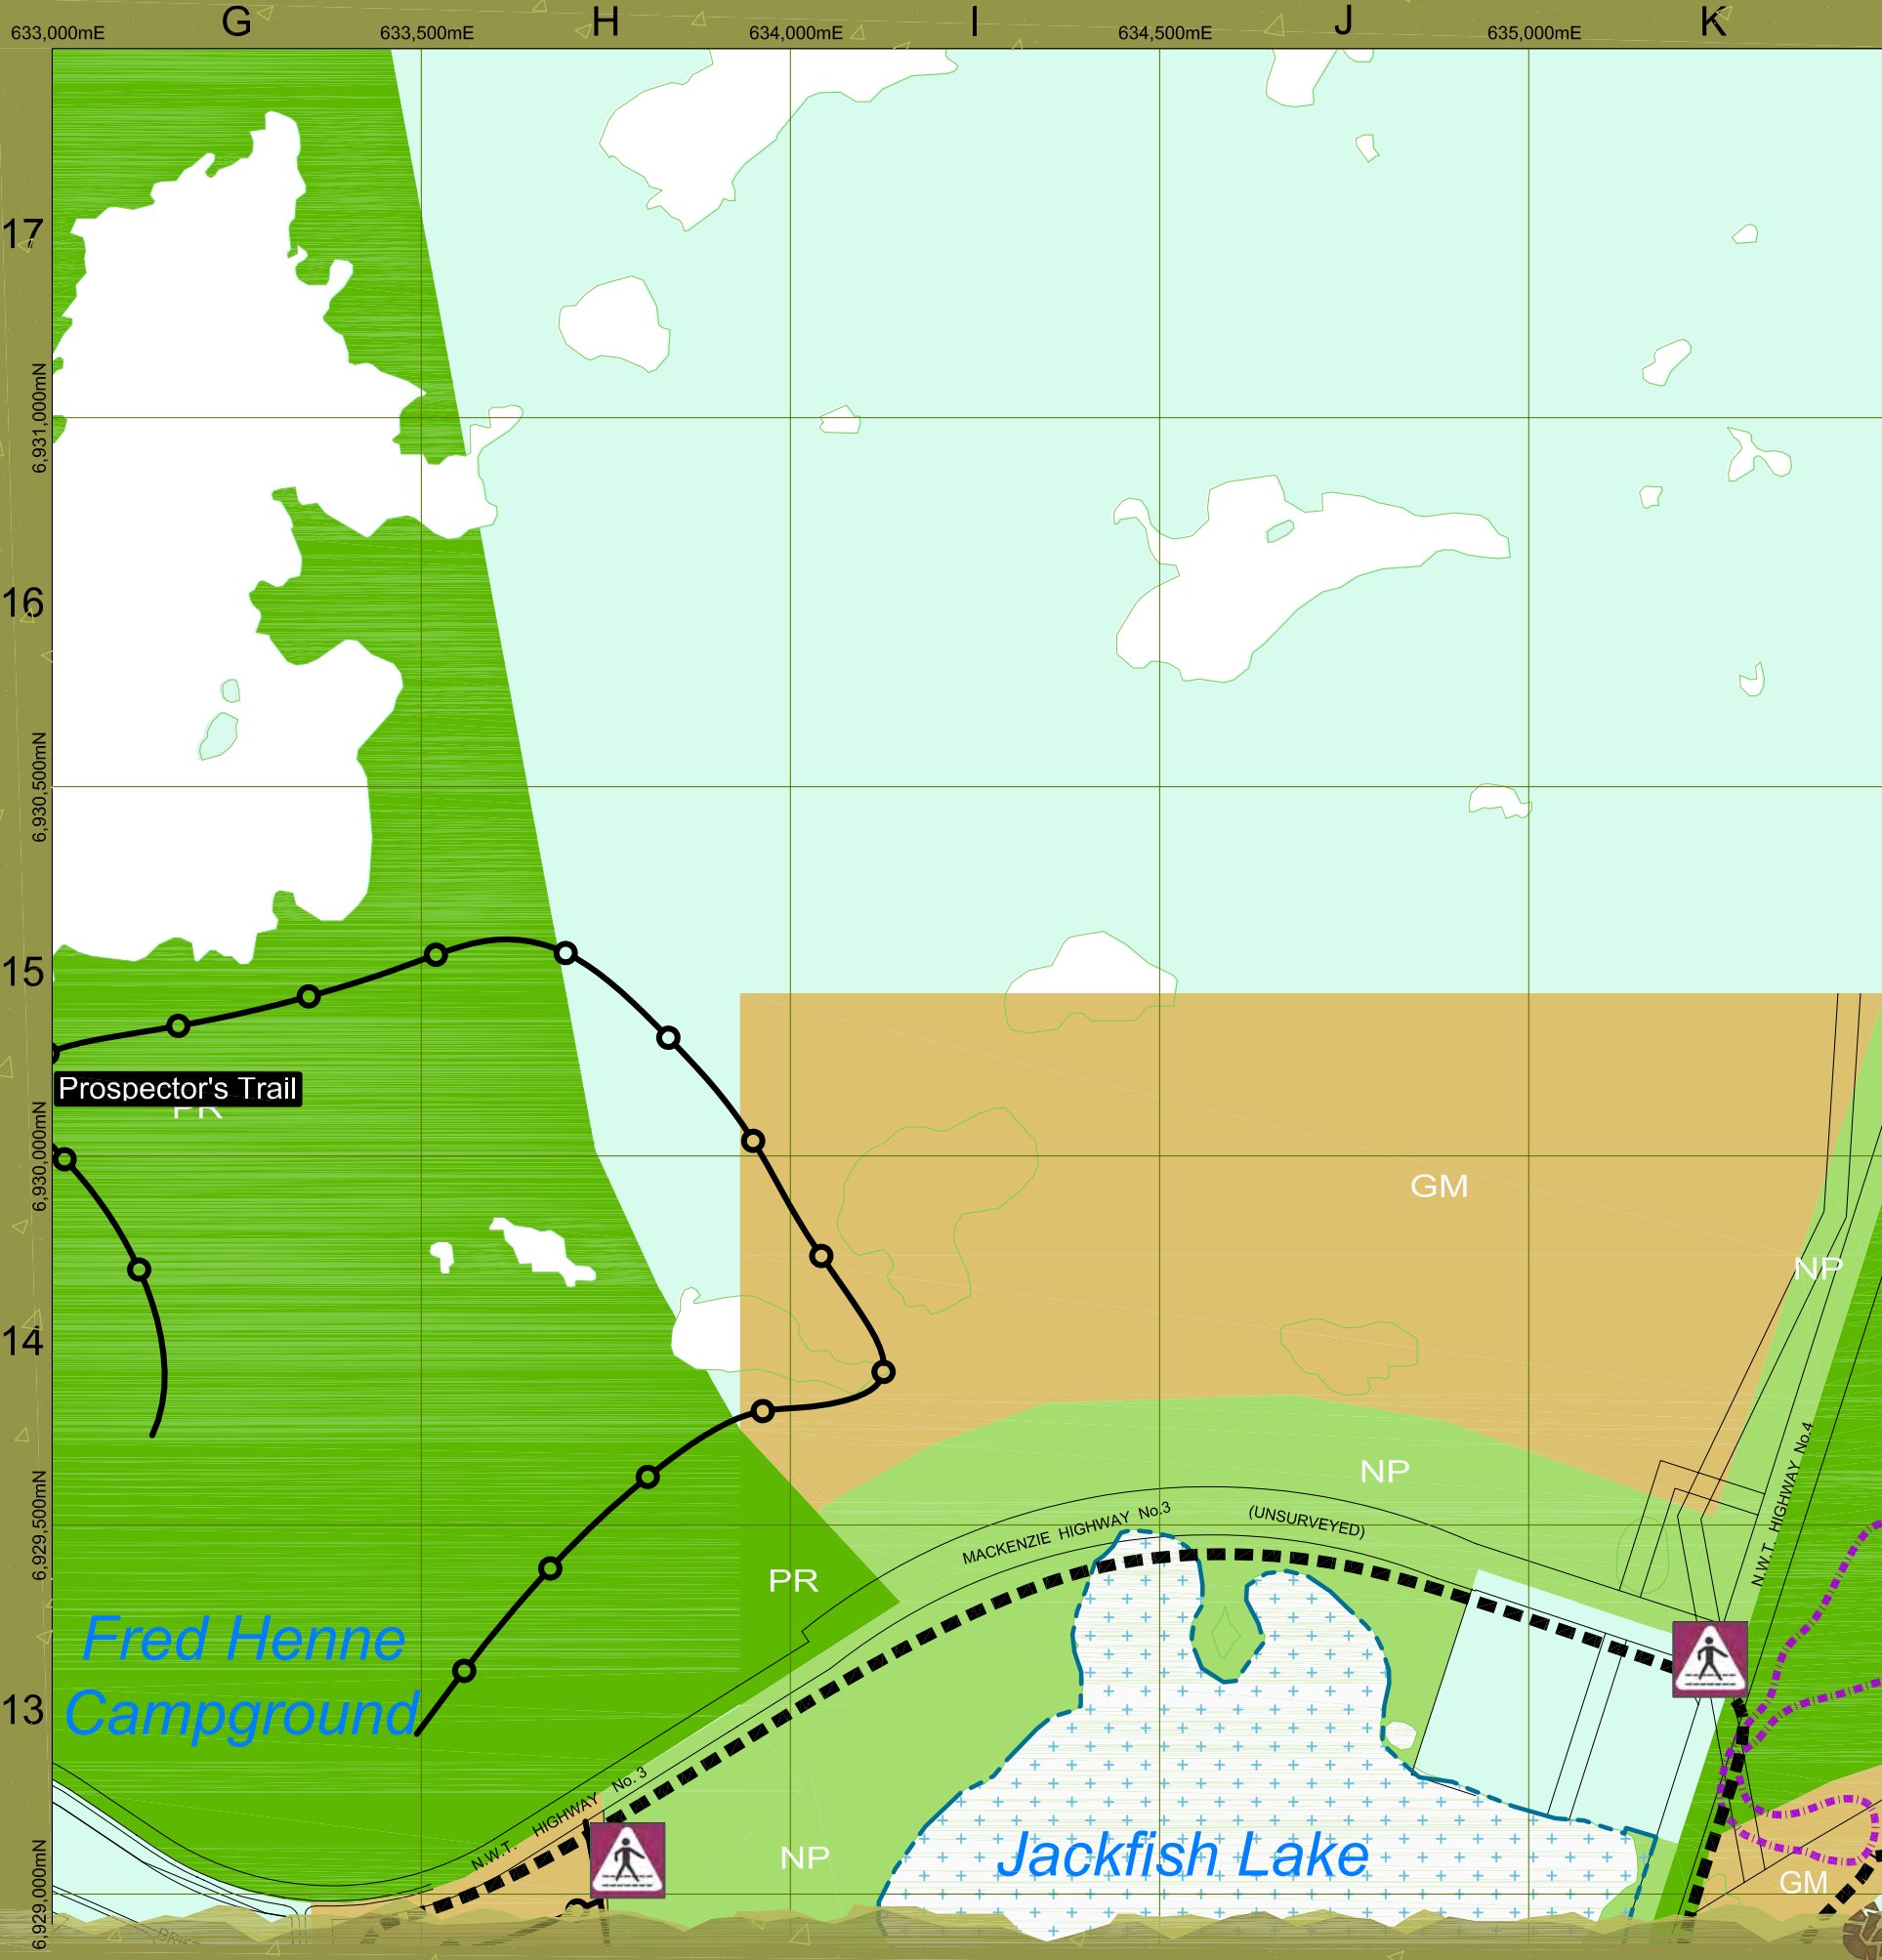 G H I J K
633,000mE 633,500mE 634,000mE 634,500mE 635,000mE
17
6,931,000mN
16
6,930,500mN
15
Prospector's Trail
PR
6,930,000mN
GM
NP
14
N.W.T. HIGHWAY No.4
NP
6,929,500mN
MACKENZIE HIGHWAY No.3 (UNSURVEYED)
PR
Fred Henne
Campground
13
N.W.T. HIGHWAY No. 3
NP
Jackfish Lake
GM
6,929,000mN